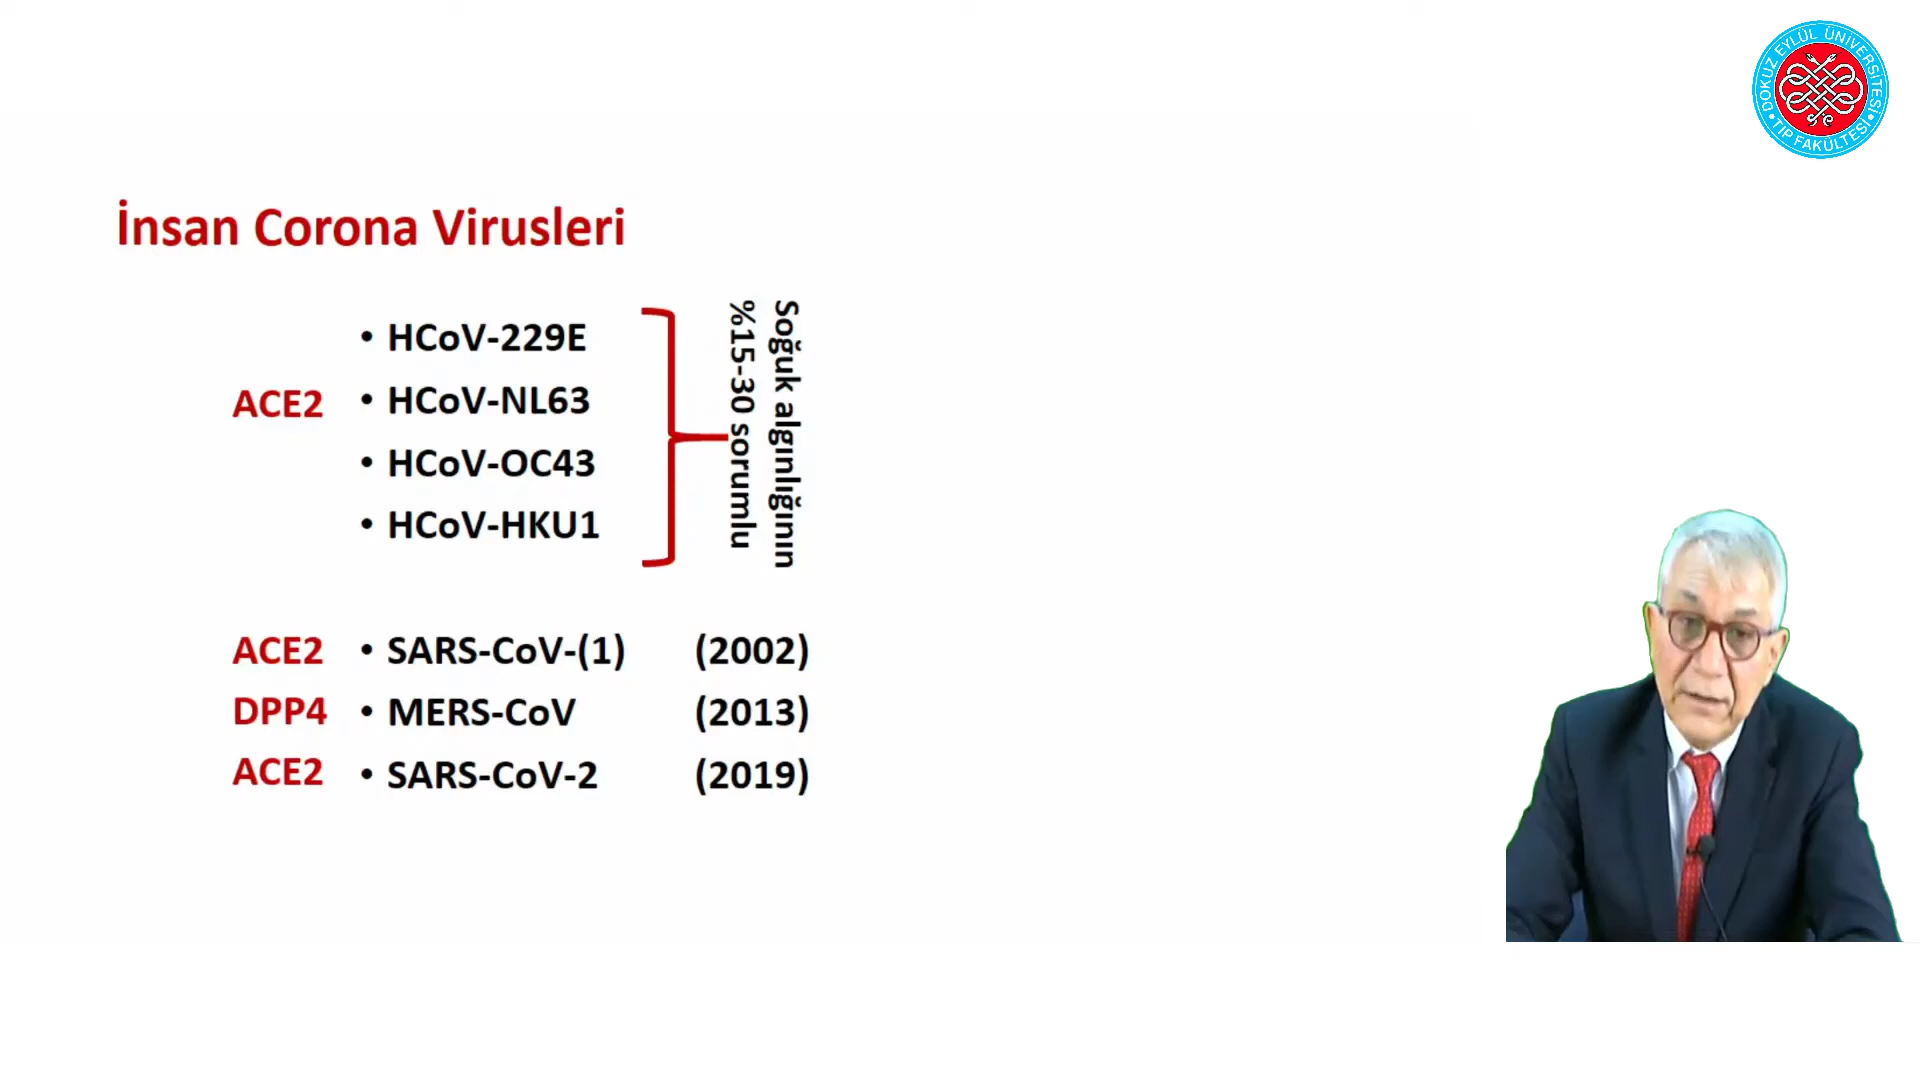 DOKUZ EYLÜL ÜNİVERSİTESİ
TIP FAKÜLTESİ
İnsan Corona Virusleri
• HCoV-229E
ACE2 • HCoV-NL63
• HCoV-OC43
• HCoV-HKU1
Soğuk algınlığının
%15-30 sorumlu
ACE2 • SARS-CoV-(1) (2002)
DPP4 • MERS-CoV (2013)
ACE2 • SARS-CoV-2 (2019)